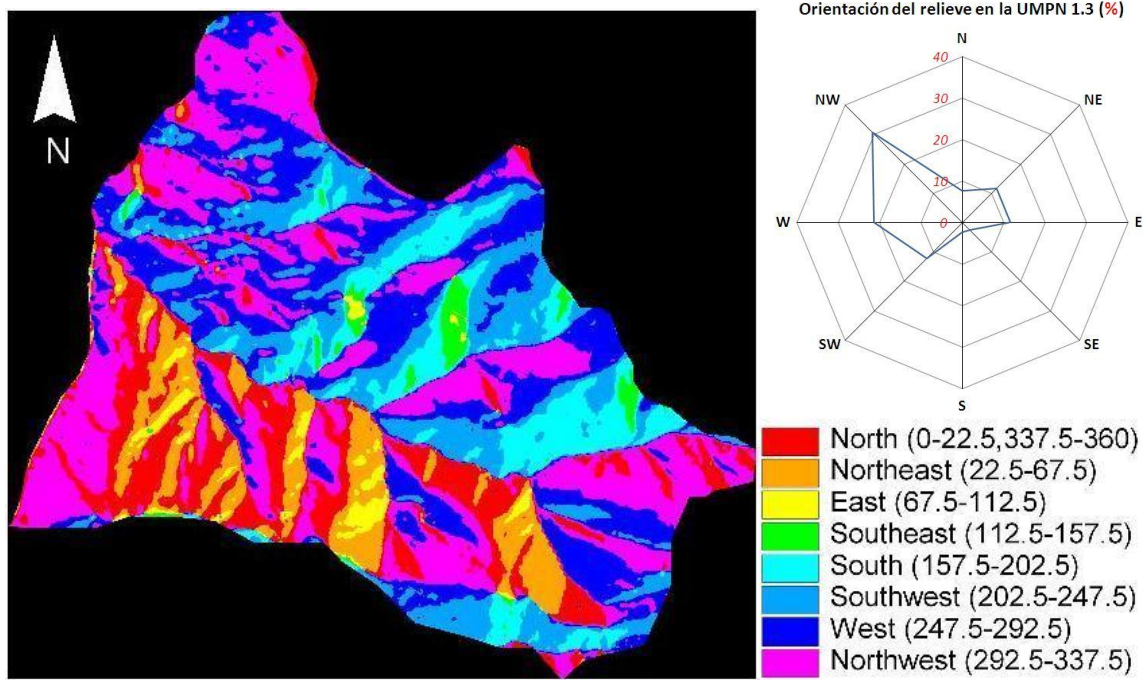 Orientación del relieve en la UMPN 1.3 (%)
N
40
NW
NE
30
20
10
W
0
E
SW
SE
S
N
North (0-22.5,337.5-360)
Northeast (22.5-67.5)
East (67.5-112.5)
Southeast (112.5-157.5)
South (157.5-202.5)
Southwest (202.5-247.5)
West (247.5-292.5)
Northwest (292.5-337.5)